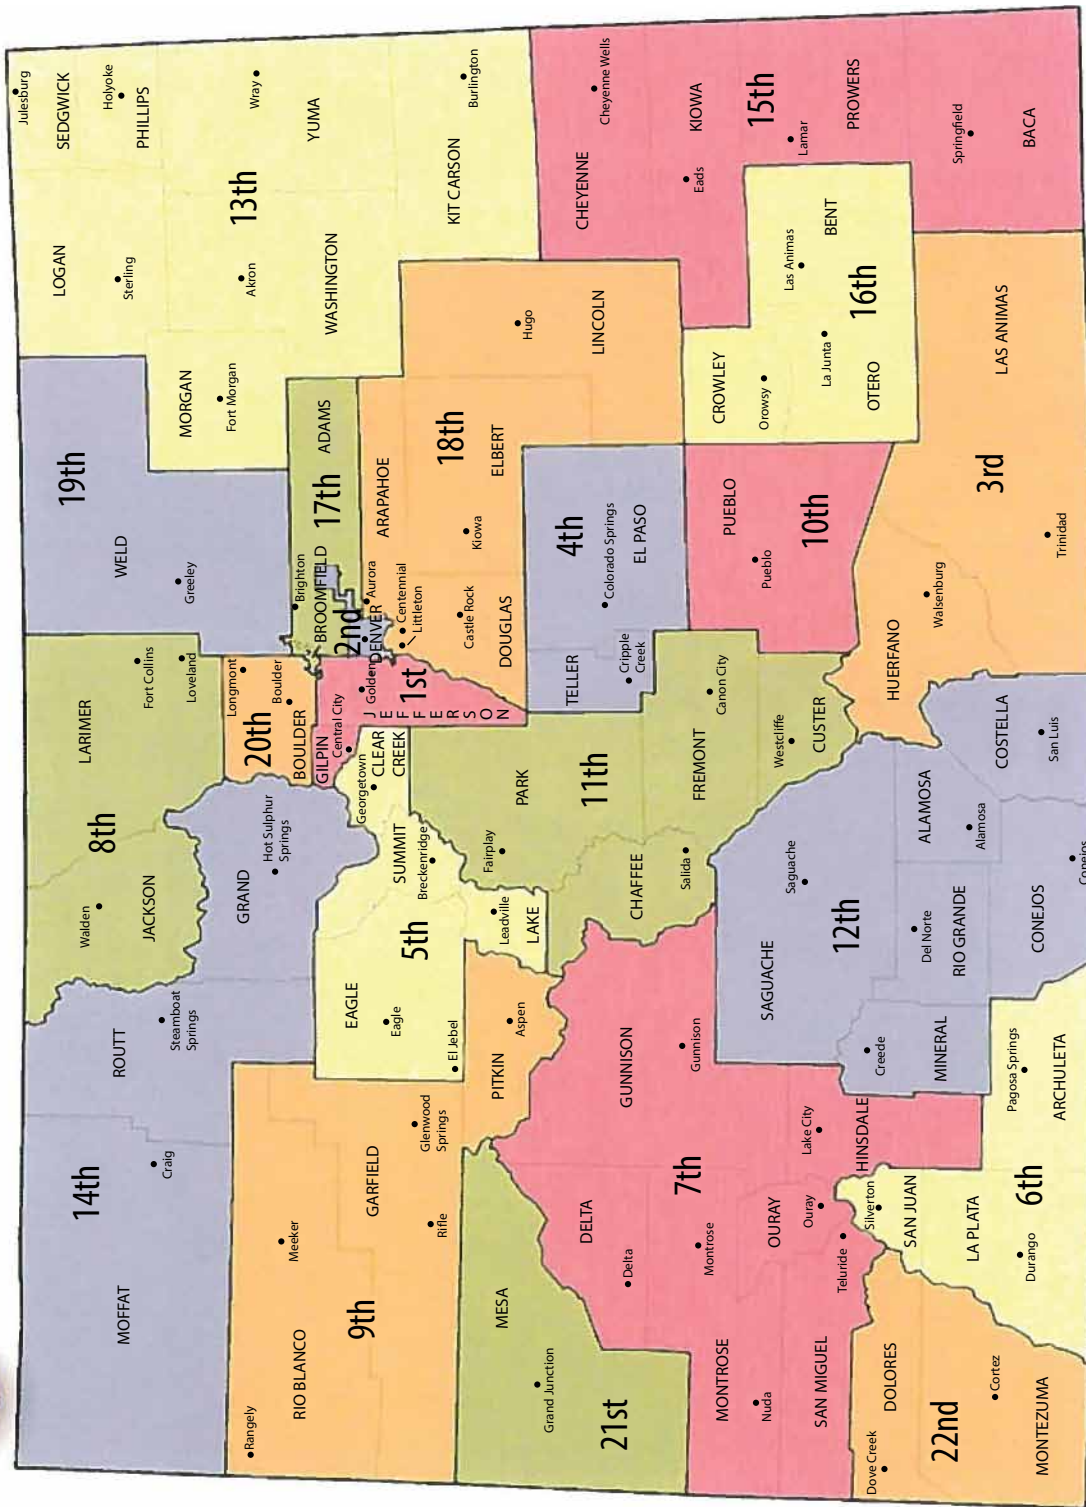 14th
MOFFAT
Craig
ROUTT
Steamboat
Springs
JACKSON
Walden
8th
LARIMER
Fort Collins
Loveland
19th
WELD
Greeley
LOGAN
Sterling
SEDGWICK
Julesburg
Holyoke
PHILLIPS
13th
MORGAN
Fort Morgan
Akron
WASHINGTON
Wray
YUMA
KIT CARSON
Burlington
GRAND
Hot Sulphur
Springs
20th
BOULDER
Longmont
Boulder
GILPIN
Central City
1st
Golden
JEFFERSON
CLEAR
CREEK
Georgetown
BROOMFIELD
Brighton
17th
ADAMS
2nd
DENVER
Aurora
Centennial
Littleton
ARAPAHOE
18th
ELBERT
Kiowa
Castle Rock
DOUGLAS
Hugo
LINCOLN
Rangely
RIO BLANCO
Meeker
9th
GARFIELD
Rifle
Glenwood
Springs
PITKIN
Aspen
EAGLE
Eagle
El Jebel
5th
SUMMIT
Breckenridge
Leadville
LAKE
Fairplay
PARK
11th
CHAFFEE
Salida
FREMONT
Canon City
Westcliffe
CUSTER
TELLER
Cripple
Creek
4th
Colorado Springs
EL PASO
CHEYENNE
Cheyenne Wells
KIOWA
Eads
15th
Lamar
PROWERS
Springfield
BACA
MESA
Grand Junction
21st
DELTA
Delta
GUNNISON
Gunnison
7th
MONTROSE
Montrose
Nuda
SAN MIGUEL
Teluride
OURAY
Ouray
Lake City
HINSDALE
SAGUACHE
Saguache
12th
Creede
MINERAL
Del Norte
RIO GRANDE
ALAMOSA
Alamosa
CONEJOS
Conejos
COSTELLA
San Luis
PUEBLO
Pueblo
10th
CROWLEY
Orowsy
La Junta
OTERO
16th
Las Animas
BENT
HUERFANO
Walsenburg
3rd
Trinidad
LAS ANIMAS
Dove Creek
DOLORES
22nd
Cortez
MONTEZUMA
Silverton
SAN JUAN
LA PLATA
Durango
6th
Pagosa Springs
ARCHULETA